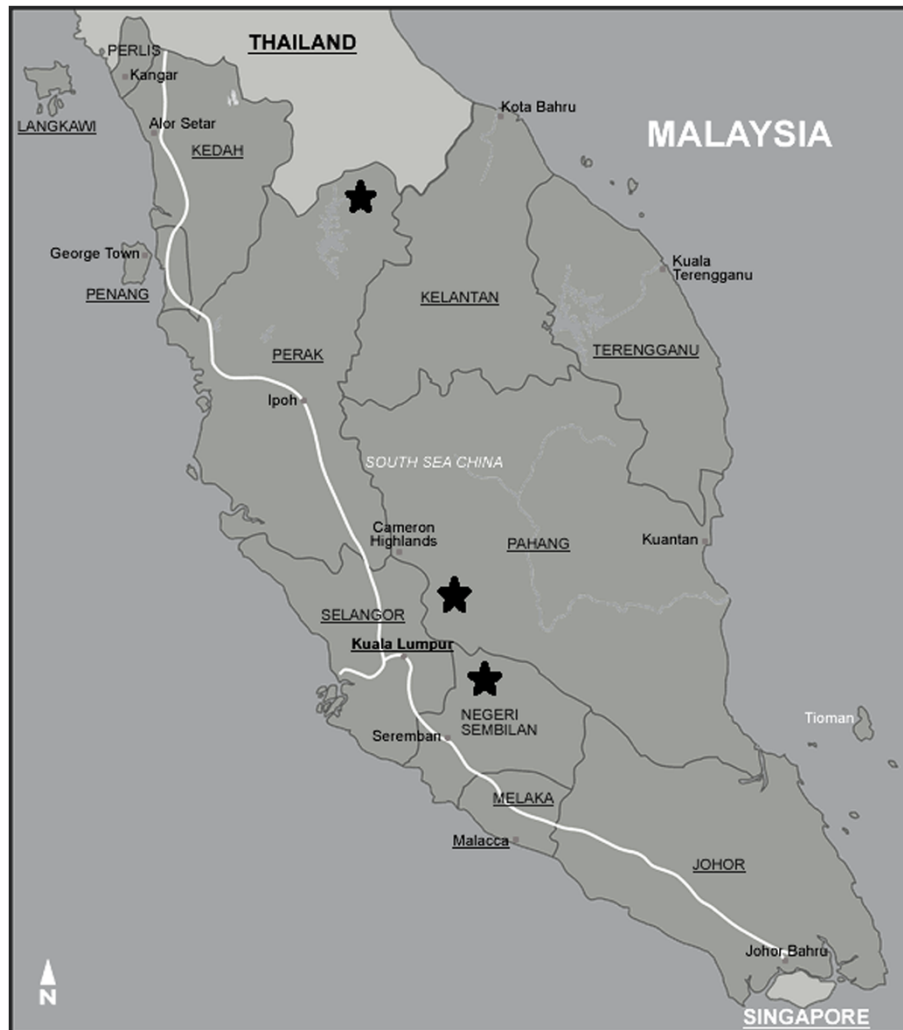 THAILAND
PERLIS
Kangar
LANGKAWI
Alor Setar
KEDAH
Kota Bahru
MALAYSIA
George Town
PENANG
Kuala
Terengganu
KELANTAN
TERENGGANU
PERAK
Ipoh
SOUTH SEA CHINA
Cameron
Highlands
PAHANG
Kuantan
SELANGOR
Kuala Lumpur
NEGERI
SEMBILAN
Seremban
Tioman
MELAKA
Malacca
JOHOR
Johor Bahru
N
SINGAPORE